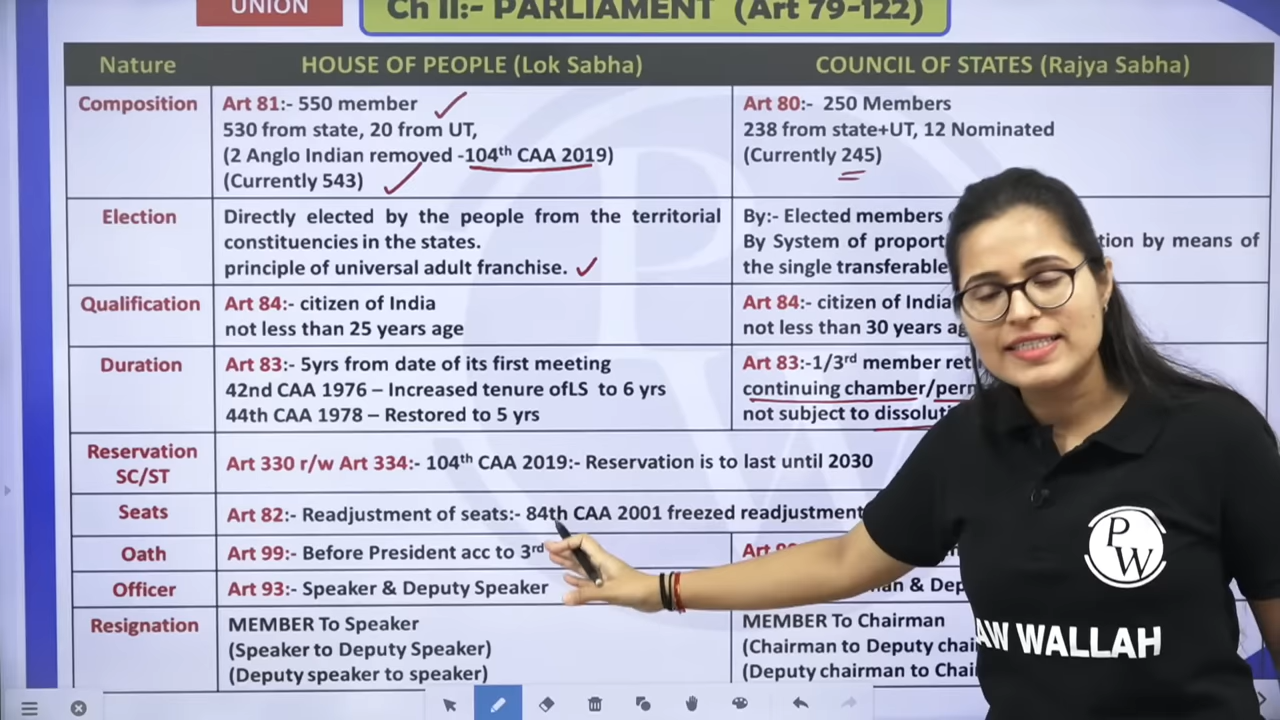 UNION
Ch II:- PARLIAMENT (Art 79-122)
Nature
HOUSE OF PEOPLE (Lok Sabha)
COUNCIL OF STATES (Rajya Sabha)
Composition
Art 81:- 550 member
530 from state, 20 from UT,
(2 Anglo Indian removed -104th CAA 2019)
(Currently 543)
Art 80:- 250 Members
238 from state+UT, 12 Nominated
(Currently 245)
Election
Directly elected by the people from the territorial
constituencies in the states.
principle of universal adult franchise.
By:- Elected members
By System of means of
the single transferable
Qualification
Art 84:- citizen of India
not less than 25 years age
Art 84:- citizen of India
not less than 30 years
Duration
Art 83:- 5yrs from date of its first meeting
42nd CAA 1976 – Increased tenure ofLS to 6 yrs
44th CAA 1978 – Restored to 5 yrs
Art 83:-1/3rd member
continuing chamber/
not subject to
Reservation
SC/ST
Art 330 r/w Art 334:- 104th CAA 2019:- Reservation is to last until 2030
Seats
Art 82:- Readjustment of seats:- 84th CAA 2001 freezed readjustment
Oath
Art 99:- Before President acc to 3rd
Art
Officer
Art 93:- Speaker & Deputy Speaker
&
Resignation
MEMBER To Speaker
(Speaker to Deputy Speaker)
(Deputy speaker to speaker)
MEMBER To Chairman
(Chairman to Deputy
(Deputy chairman to
PW
WALLAH